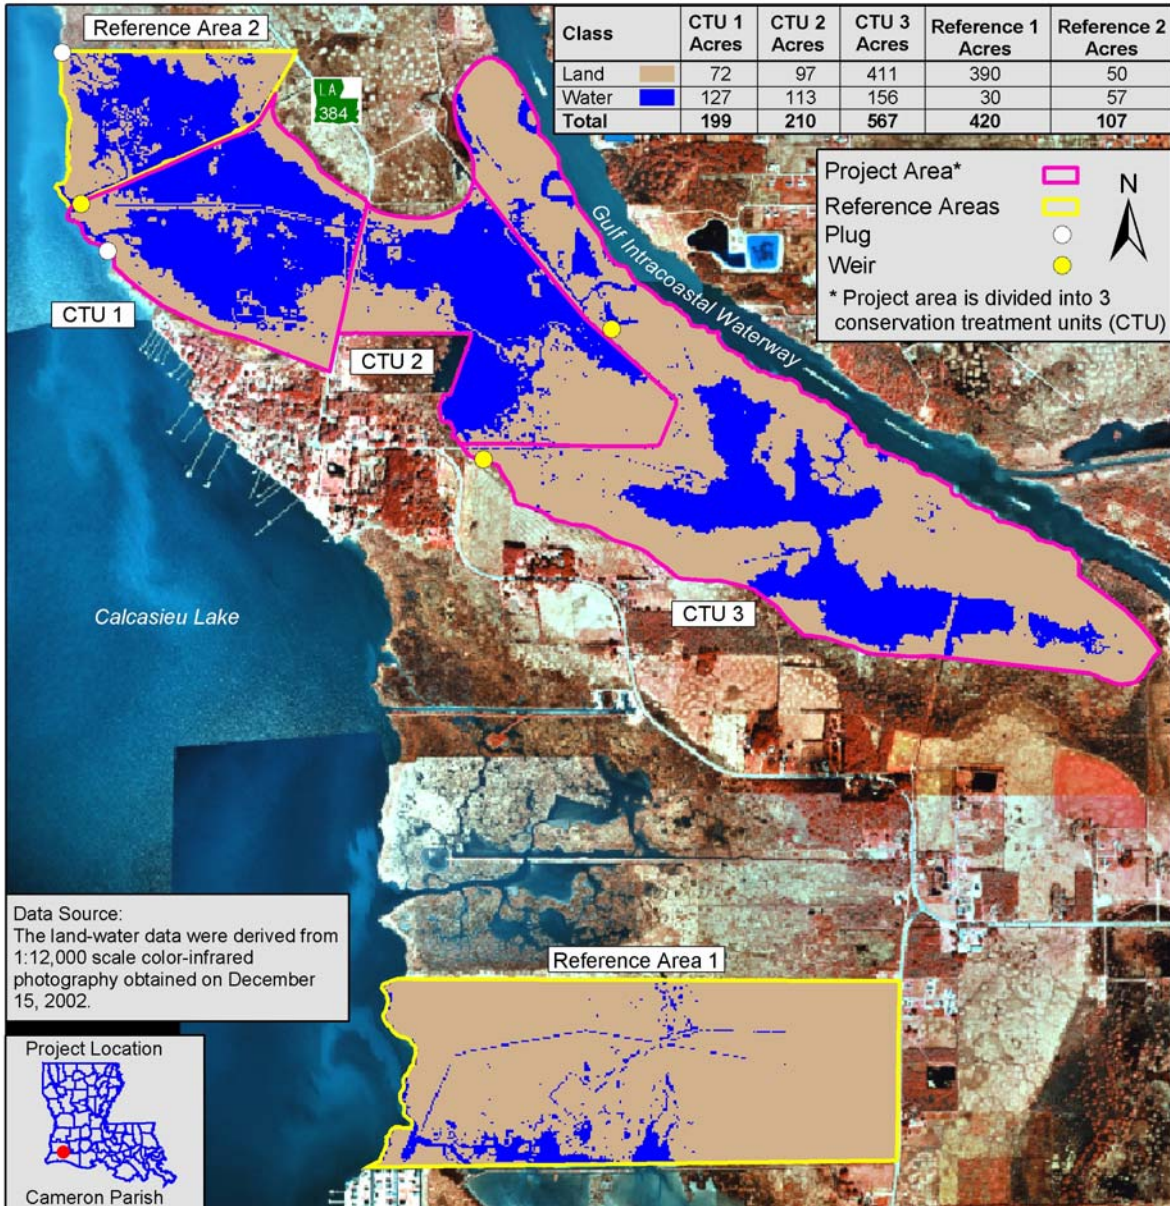 Reference Area 2
LA
384
Class CTU 1 Acres CTU 2 Acres CTU 3 Acres Reference 1 Acres Reference 2 Acres
Land 72 97 411 390 50
Water 127 113 156 30 57
Total 199 210 567 420 107
Project Area*
Reference Areas
Plug
Weir
N
* Project area is divided into 3
conservation treatment units (CTU)
Gulf Intracoastal Waterway
CTU 1
CTU 2
CTU 3
Calcasieu Lake
Data Source:
The land-water data were derived from
1:12,000 scale color-infrared
photography obtained on December
15, 2002.
Reference Area 1
Project Location
Cameron Parish